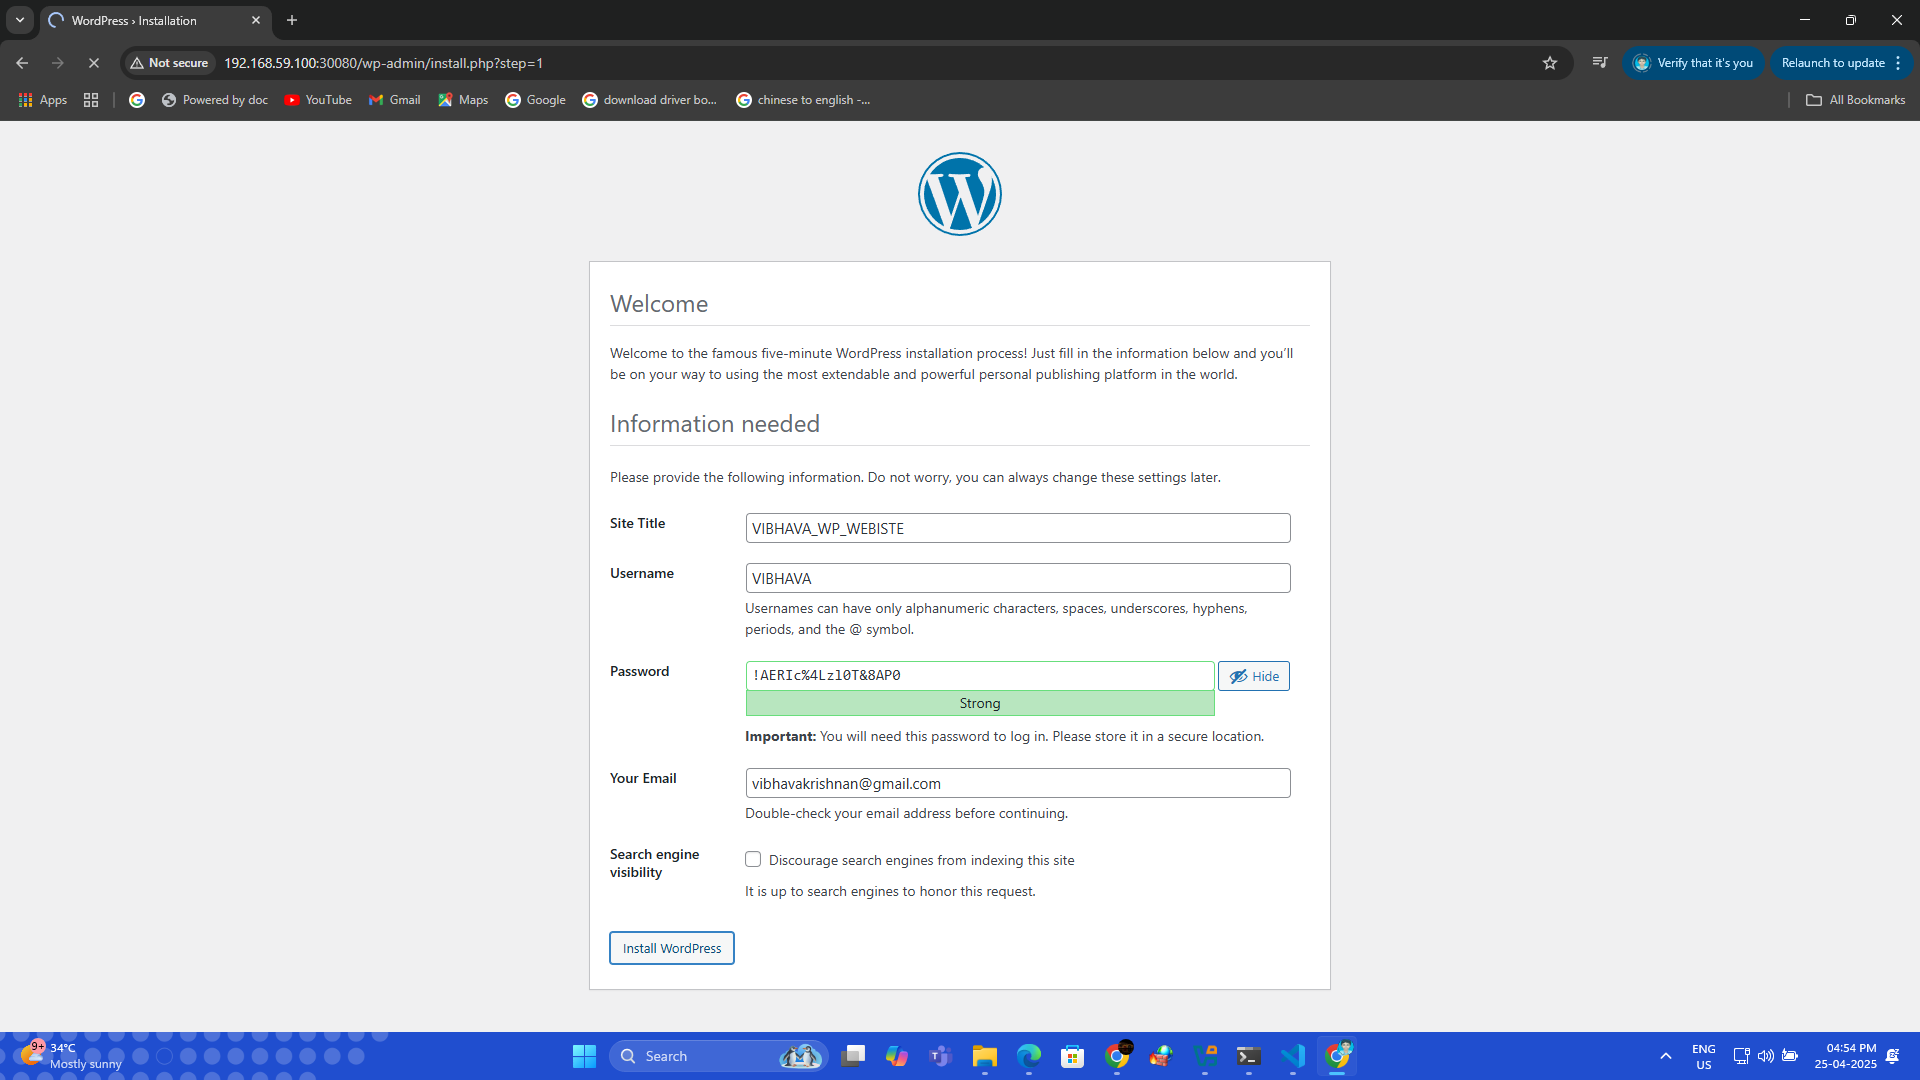 WordPress › Installation
Not secure
192.168.59.100:30080/wp-admin/install.php?step=1
Verify that it's you
Relaunch to update
Apps
Powered by doc
YouTube
Gmail
Maps
Google
download driver bo...
chinese to english -...
All Bookmarks
Welcome
Welcome to the famous five-minute WordPress installation process! Just fill in the information below and you’ll
be on your way to using the most extendable and powerful personal publishing platform in the world.
Information needed
Please provide the following information. Do not worry, you can always change these settings later.
Site Title
VIBHAVA_WP_WEBISTE
Username
VIBHAVA
Usernames can have only alphanumeric characters, spaces, underscores, hyphens,
periods, and the @ symbol.
Password
!AERIc%4Lzl0T&8AP0
Hide
Strong
Important: You will need this password to log in. Please store it in a secure location.
Your Email
vibhavakrishnan@gmail.com
Double-check your email address before continuing.
Search engine
visibility
Discourage search engines from indexing this site
It is up to search engines to honor this request.
Install WordPress
9+
34°C
Mostly sunny
Search
ENG
US
04:54 PM
25-04-2025